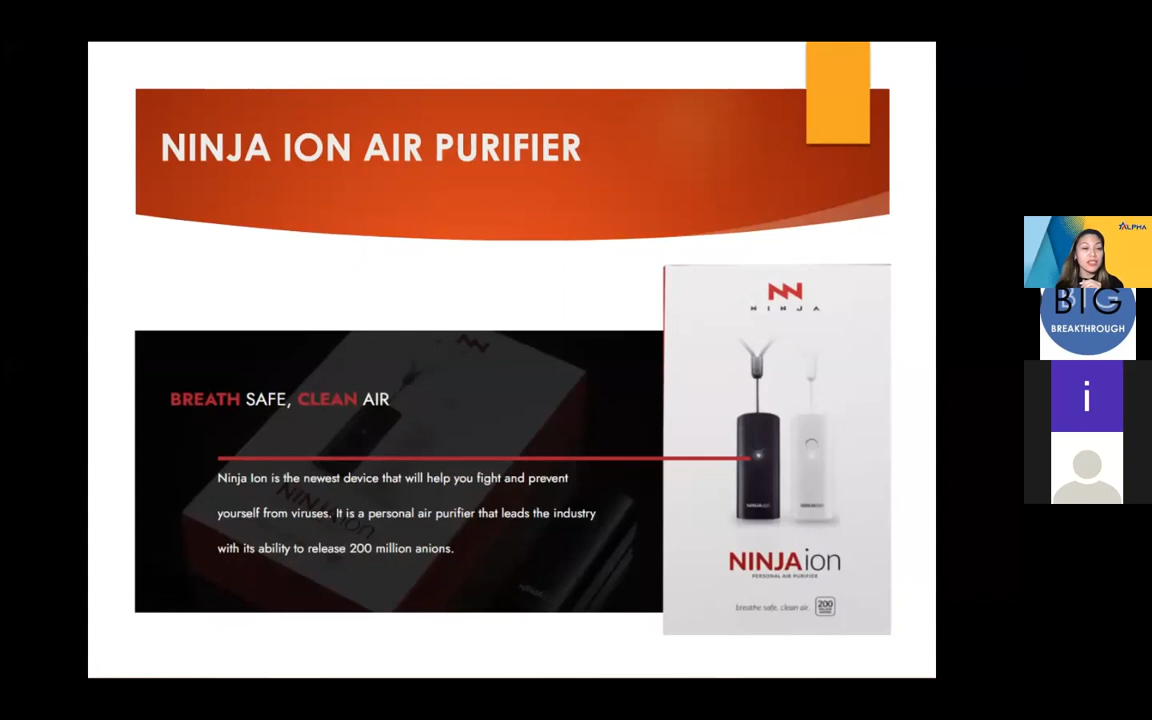 NINJA ION AIR PURIFIER
BREATH SAFE, CLEAN AIR
Ninja Ion is the newest device that will help you fight and prevent
yourself from viruses. It is a personal air purifier that leads the industry
with its ability to release 200 million anions.
NINJA
NINJAion
PERSONAL AIR PURIFIER
breathe safe, clean air.
200
ALPHA
BTG
BREAKTHROUGH
i